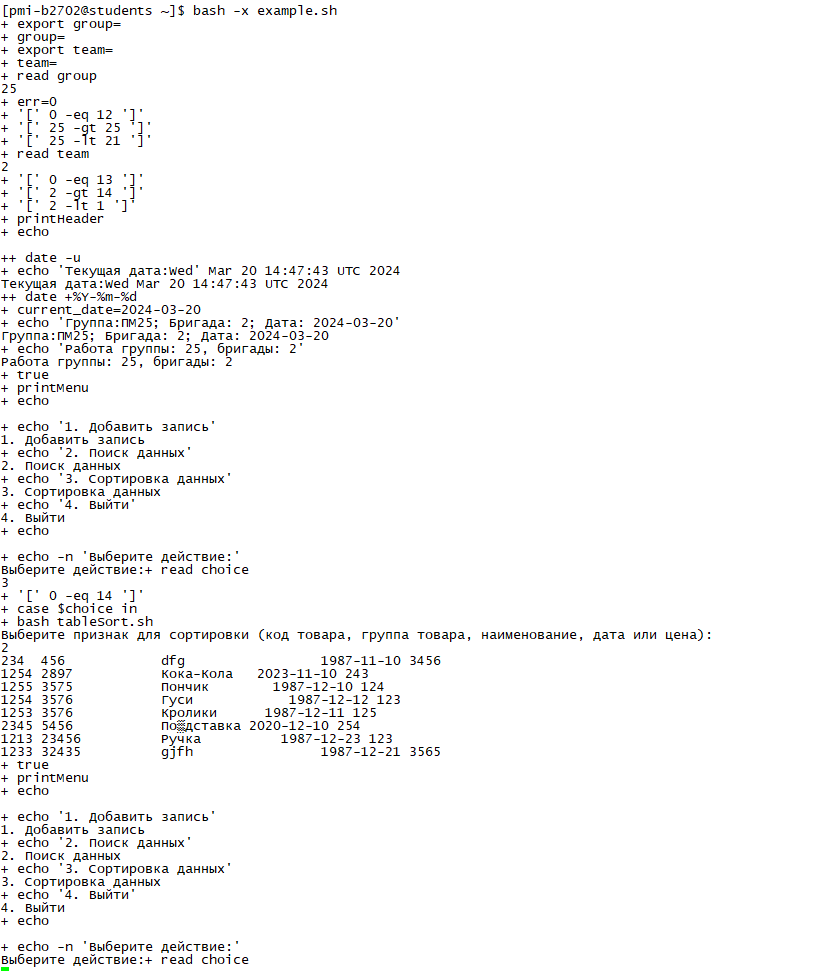 [pmi-b2702@students ~]$ bash -x example.sh
+ export group=
+ group=
+ export team=
+ team=
+ read group
25
+ err=0
+ '[' 0 -eq 12 ']'
+ '[' 25 -gt 25 ']'
+ '[' 25 -lt 21 ']'
+ read team
2
+ '[' 0 -eq 13 ']'
+ '[' 2 -gt 14 ']'
+ '[' 2 -lt 1 ']'
+ printHeader
+ echo

++ date -u
+ echo 'Текущая дата:Wed' Mar 20 14:47:43 UTC 2024
Текущая дата:Wed Mar 20 14:47:43 UTC 2024
++ date +%Y-%m-%d
+ current_date=2024-03-20
+ echo 'Группа:ПМ25; Бригада: 2; Дата: 2024-03-20'
Группа:ПМ25; Бригада: 2; Дата: 2024-03-20
+ echo 'Работа группы: 25, бригады: 2'
Работа группы: 25, бригады: 2
+ true
+ printMenu
+ echo

+ echo '1. Добавить запись'
1. Добавить запись
+ echo '2. Поиск данных'
2. Поиск данных
+ echo '3. Сортировка данных'
3. Сортировка данных
+ echo '4. Выйти'
4. Выйти
+ echo

+ echo -n 'Выберите действие:'
Выберите действие:+ read choice
3
+ '[' 0 -eq 14 ']'
+ case $choice in
+ bash tableSort.sh
Выберите признак для сортировки (код товара, группа товара, наименование, дата или цена):
2
234  456            dfg                 1987-11-10 3456
1254 2897           Кока-Кола   2023-11-10 243
1255 3575           Пончик        1987-12-10 124
1254 3576           Гуси            1987-12-12 123
1253 3576           Кролики      1987-12-11 125
2345 5456           По▒дставка 2020-12-10 254
1213 23456          Ручка          1987-12-23 123
1233 32435          gjfh                1987-12-21 3565
+ true
+ printMenu
+ echo

+ echo '1. Добавить запись'
1. Добавить запись
+ echo '2. Поиск данных'
2. Поиск данных
+ echo '3. Сортировка данных'
3. Сортировка данных
+ echo '4. Выйти'
4. Выйти
+ echo

+ echo -n 'Выберите действие:'
Выберите действие:+ read choice